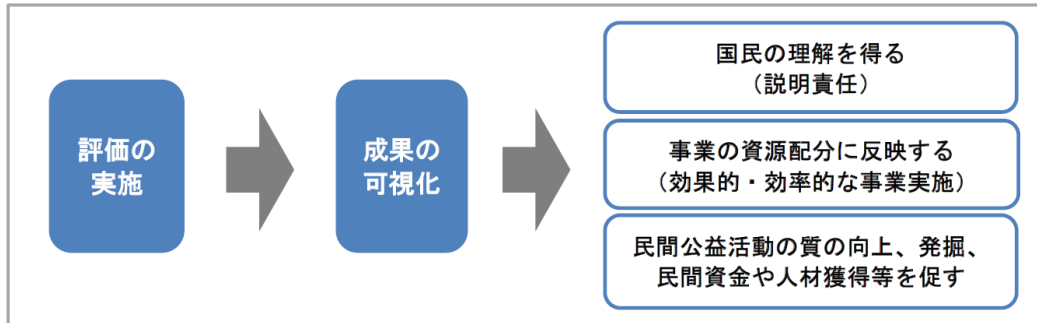 評価の
実施
成果の
可視化
国民の理解を得る
（説明責任）
事業の資源配分に反映する
（効果的・効率的な事業実施）
民間公益活動の質の向上、発掘、
民間資金や人材獲得等を促す